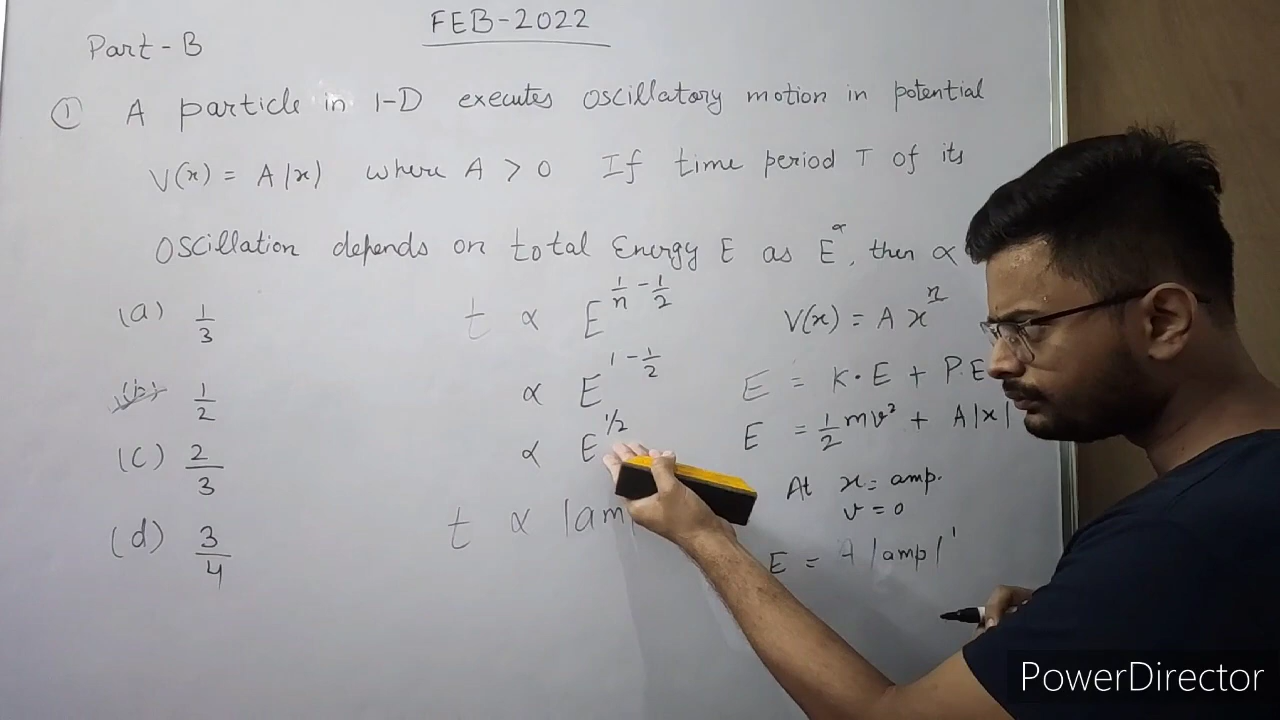 FEB-2022
Part-B
① A particle in 1-D executes oscillatory motion in potential
V(x) = A|x| where A > 0 If time period T of its
oscillation depends on total Energy E as E^α, then α
(a) 1/3
(b) 1/2
(c) 2/3
(d) 3/4
t ∝ E^(1/n - 1/2)
∝ E^(1 - 1/2)
∝ E^(1/2)
t ∝ |am
V(x) = A x^n
E = K.E + P.E
E = 1/2 mv² + A|x|
At x = amp.
v = 0
E = A |amp|^1
PowerDirector